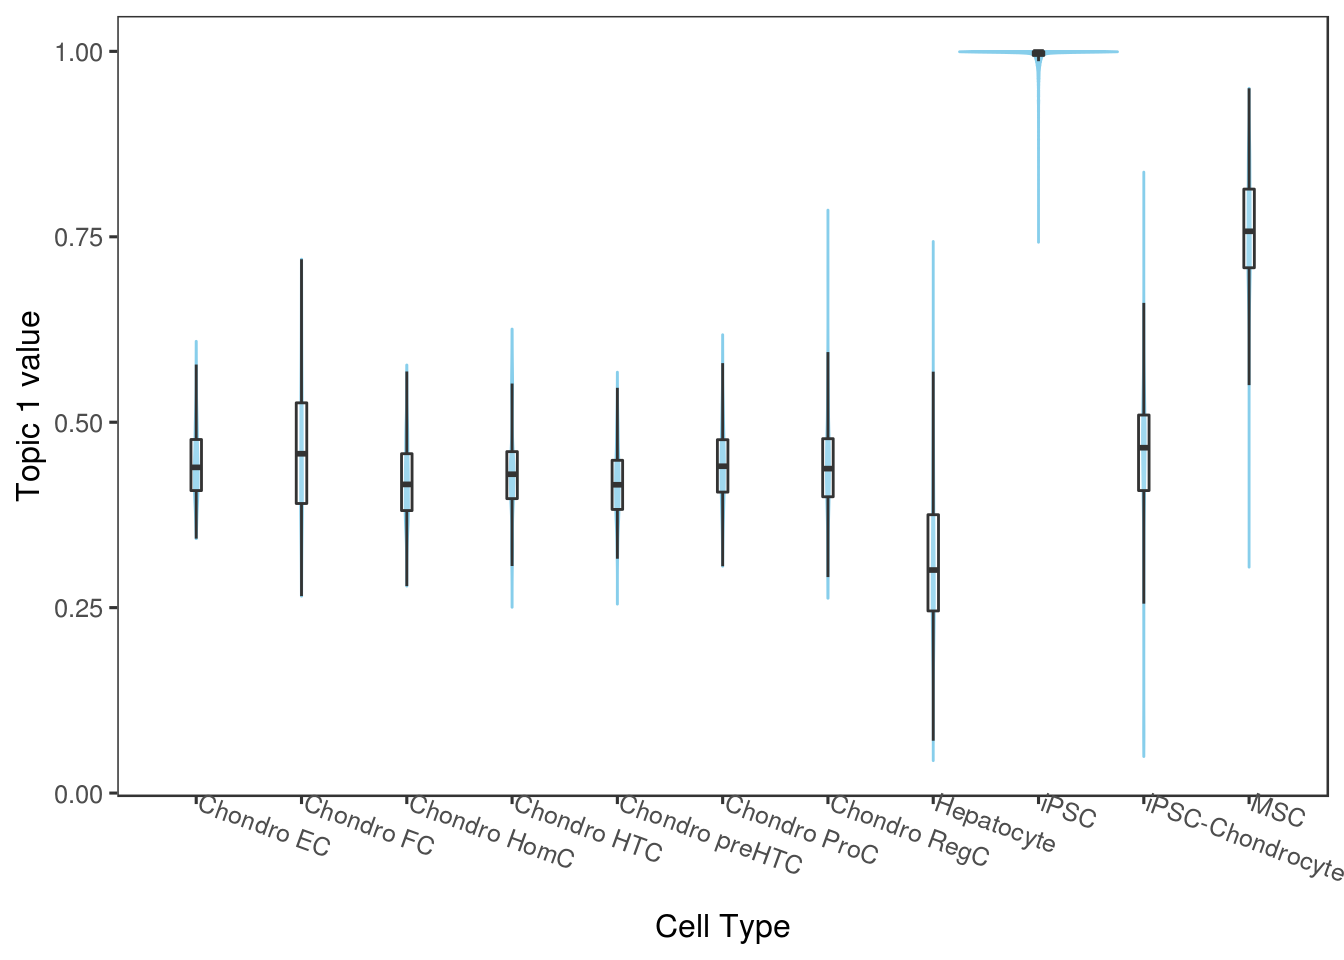 1.00
0.75
0.50
0.25
0.00
Topic 1 value
Chondro EC
Chondro FC
Chondro HomC
Chondro HTC
Chondro preHTC
Chondro ProC
Chondro RegC
Hepatocyte
iPSC
iPSC-Chondrocyte
MSC
Cell Type